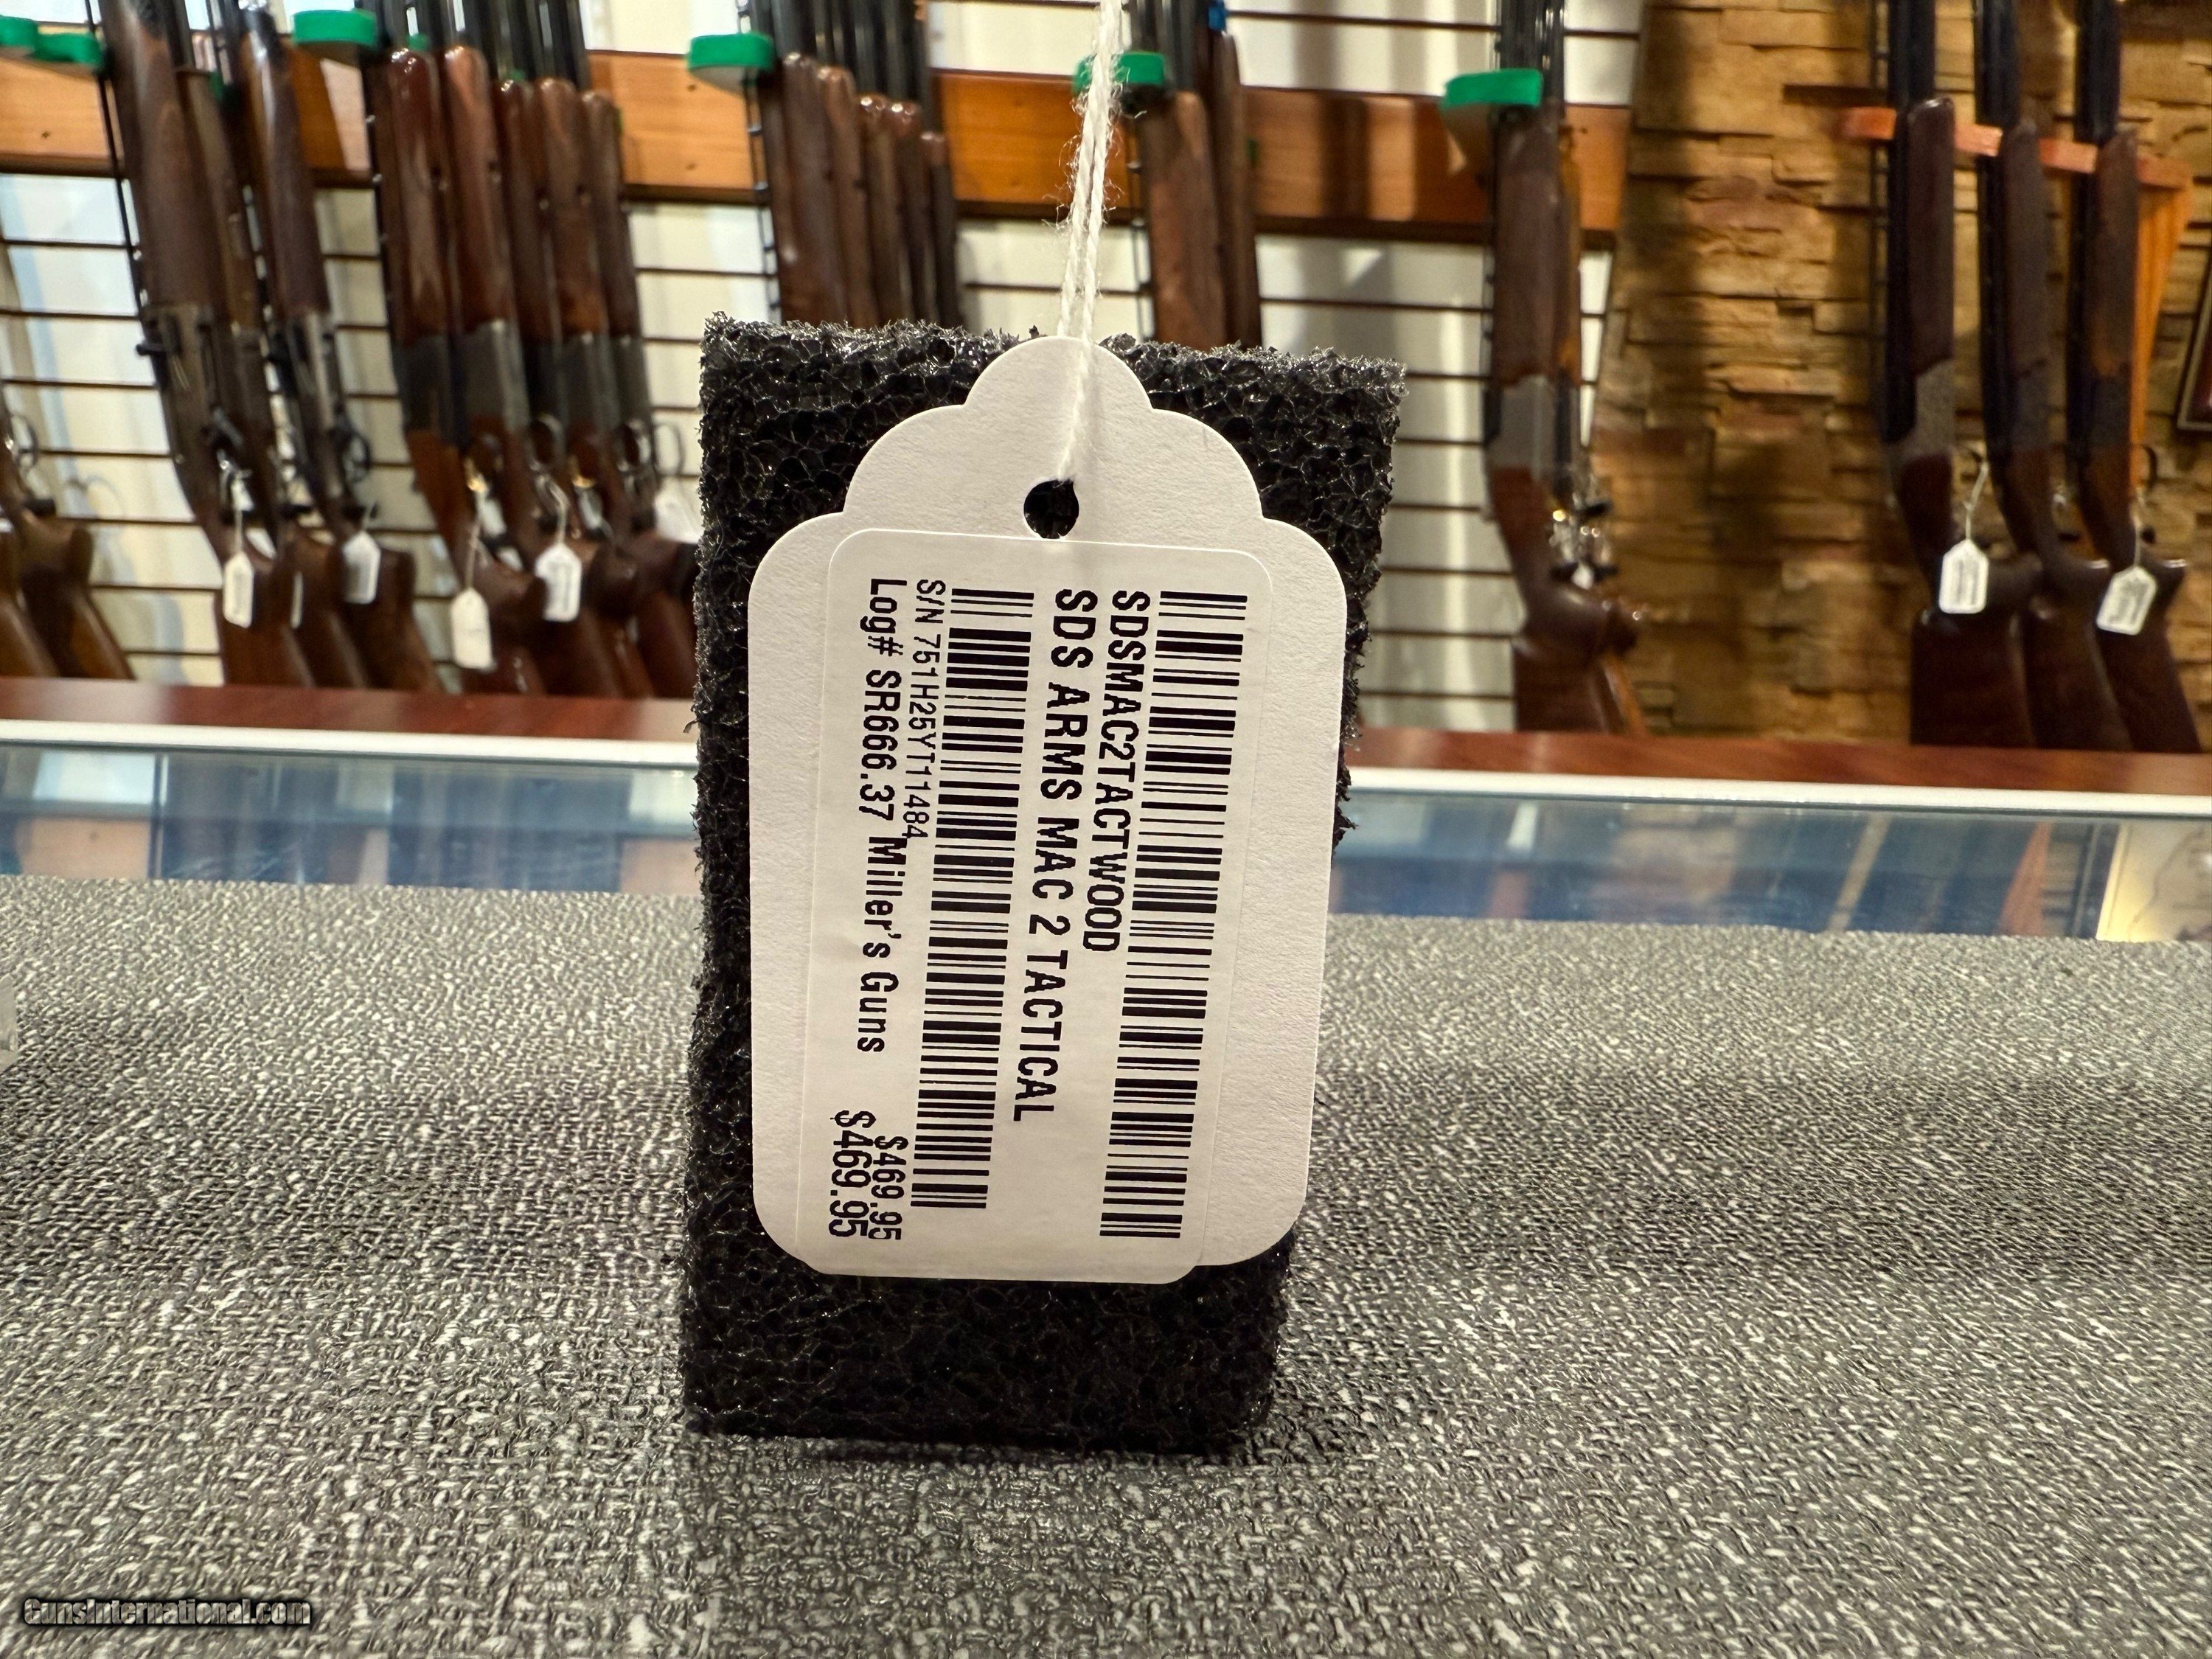 SDSMAC2TACTWOOD
SDS ARMS MAC 2 TACTICAL
S/N 751H25YT11484
$469.95
Log# SR666.37 Miller's Guns
$469.95
GunsInternational.com